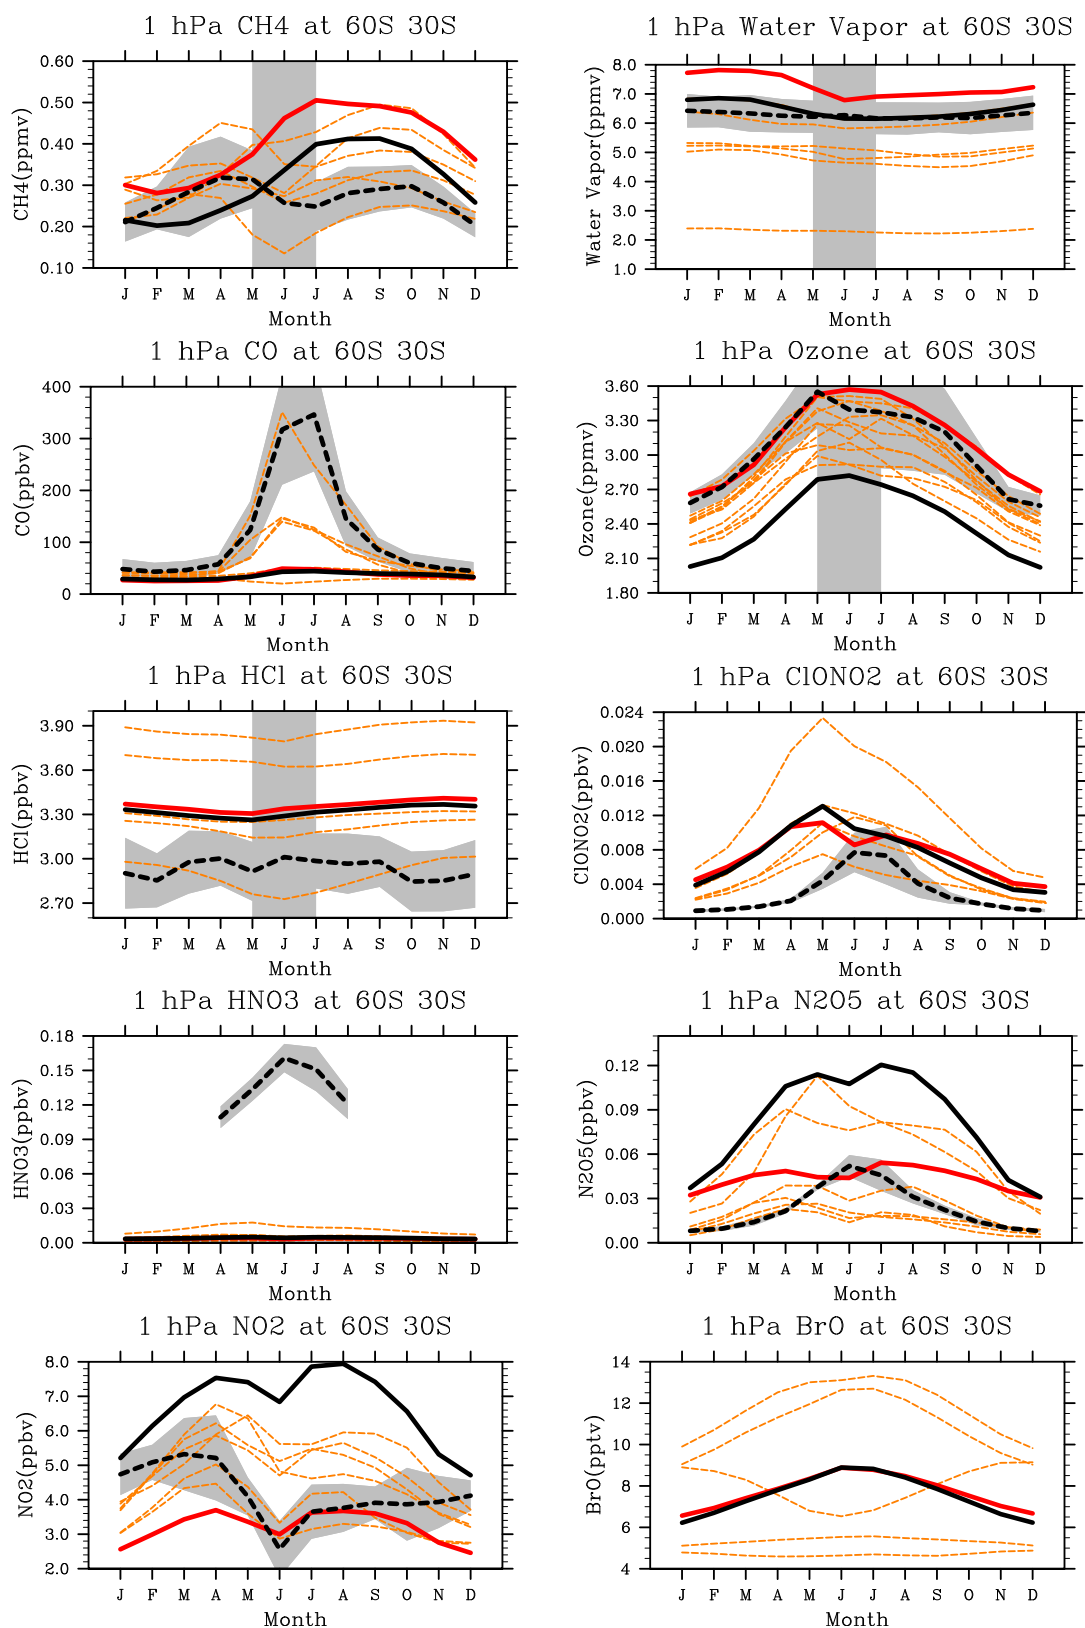 1 hPa CH4 at 60S 30S
CH4(ppmv)
0.60
0.50
0.40
0.30
0.20
0.10
J F M A M J J A S O N D
Month
1 hPa Water Vapor at 60S 30S
Water Vapor(ppmv)
8.0
7.0
6.0
5.0
4.0
3.0
2.0
1.0
J F M A M J J A S O N D
Month
1 hPa CO at 60S 30S
CO(ppbv)
400
300
200
100
0
J F M A M J J A S O N D
Month
1 hPa Ozone at 60S 30S
Ozone(ppmv)
3.60
3.30
3.00
2.70
2.40
2.10
1.80
J F M A M J J A S O N D
Month
1 hPa HCl at 60S 30S
HCl(ppbv)
3.90
3.60
3.30
3.00
2.70
J F M A M J J A S O N D
Month
1 hPa ClONO2 at 60S 30S
ClONO2(ppbv)
0.024
0.020
0.016
0.012
0.008
0.004
0.000
J F M A M J J A S O N D
Month
1 hPa HNO3 at 60S 30S
HNO3(ppbv)
0.18
0.15
0.12
0.09
0.06
0.03
0.00
J F M A M J J A S O N D
Month
1 hPa N2O5 at 60S 30S
N2O5(ppbv)
0.12
0.09
0.06
0.03
0.00
J F M A M J J A S O N D
Month
1 hPa NO2 at 60S 30S
NO2(ppbv)
8.0
7.0
6.0
5.0
4.0
3.0
2.0
J F M A M J J A S O N D
Month
1 hPa BrO at 60S 30S
BrO(pptv)
14
12
10
8
6
4
J F M A M J J A S O N D
Month